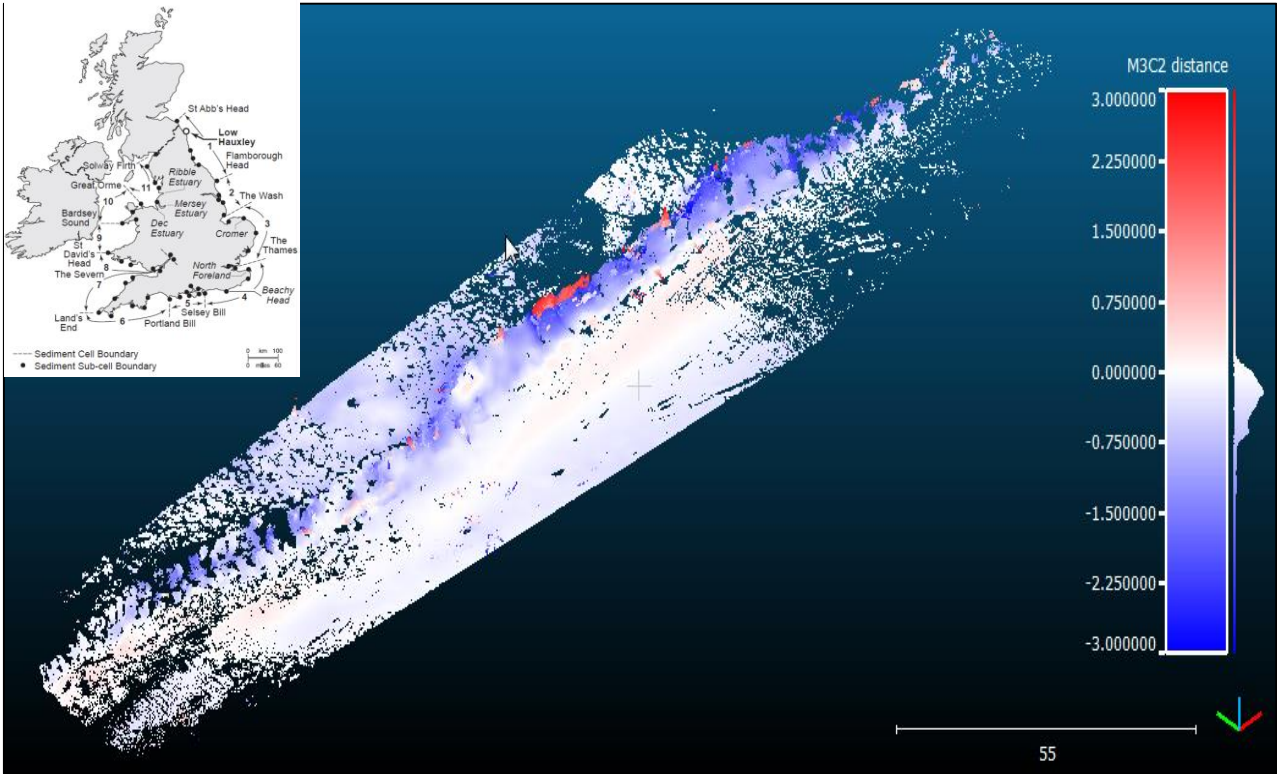 St Abb's Head
Low
Hauxley
1
Solway Firth
Flamborough
Head
Ribble
Estuary
Great Orme
11
2
The Wash
10
Mersey
Estuary
Bardsey
Sound
Dee
Estuary
Cromer
3
9
St
David's
Head
The
Thames
8
The Severn
North
Foreland
7
4
Beachy
Head
5
Selsey Bill
Land's
End
6
Portland Bill
Sediment Cell Boundary
Sediment Sub-cell Boundary
0 km 100
0 miles 60
M3C2 distance
3.000000
2.250000
1.500000
0.750000
0.000000
-0.750000
-1.500000
-2.250000
-3.000000
55